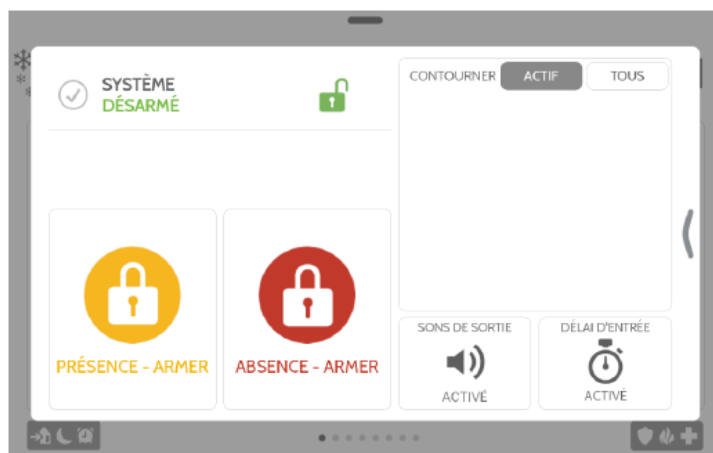 SYSTÈME
DÉSARMÉ
CONTOURNER ACTIF TOUS
PRÉSENCE - ARMER
ABSENCE - ARMER
SONS DE SORTIE
ACTIVÉ
DÉLAI D'ENTRÉE
ACTIVÉ